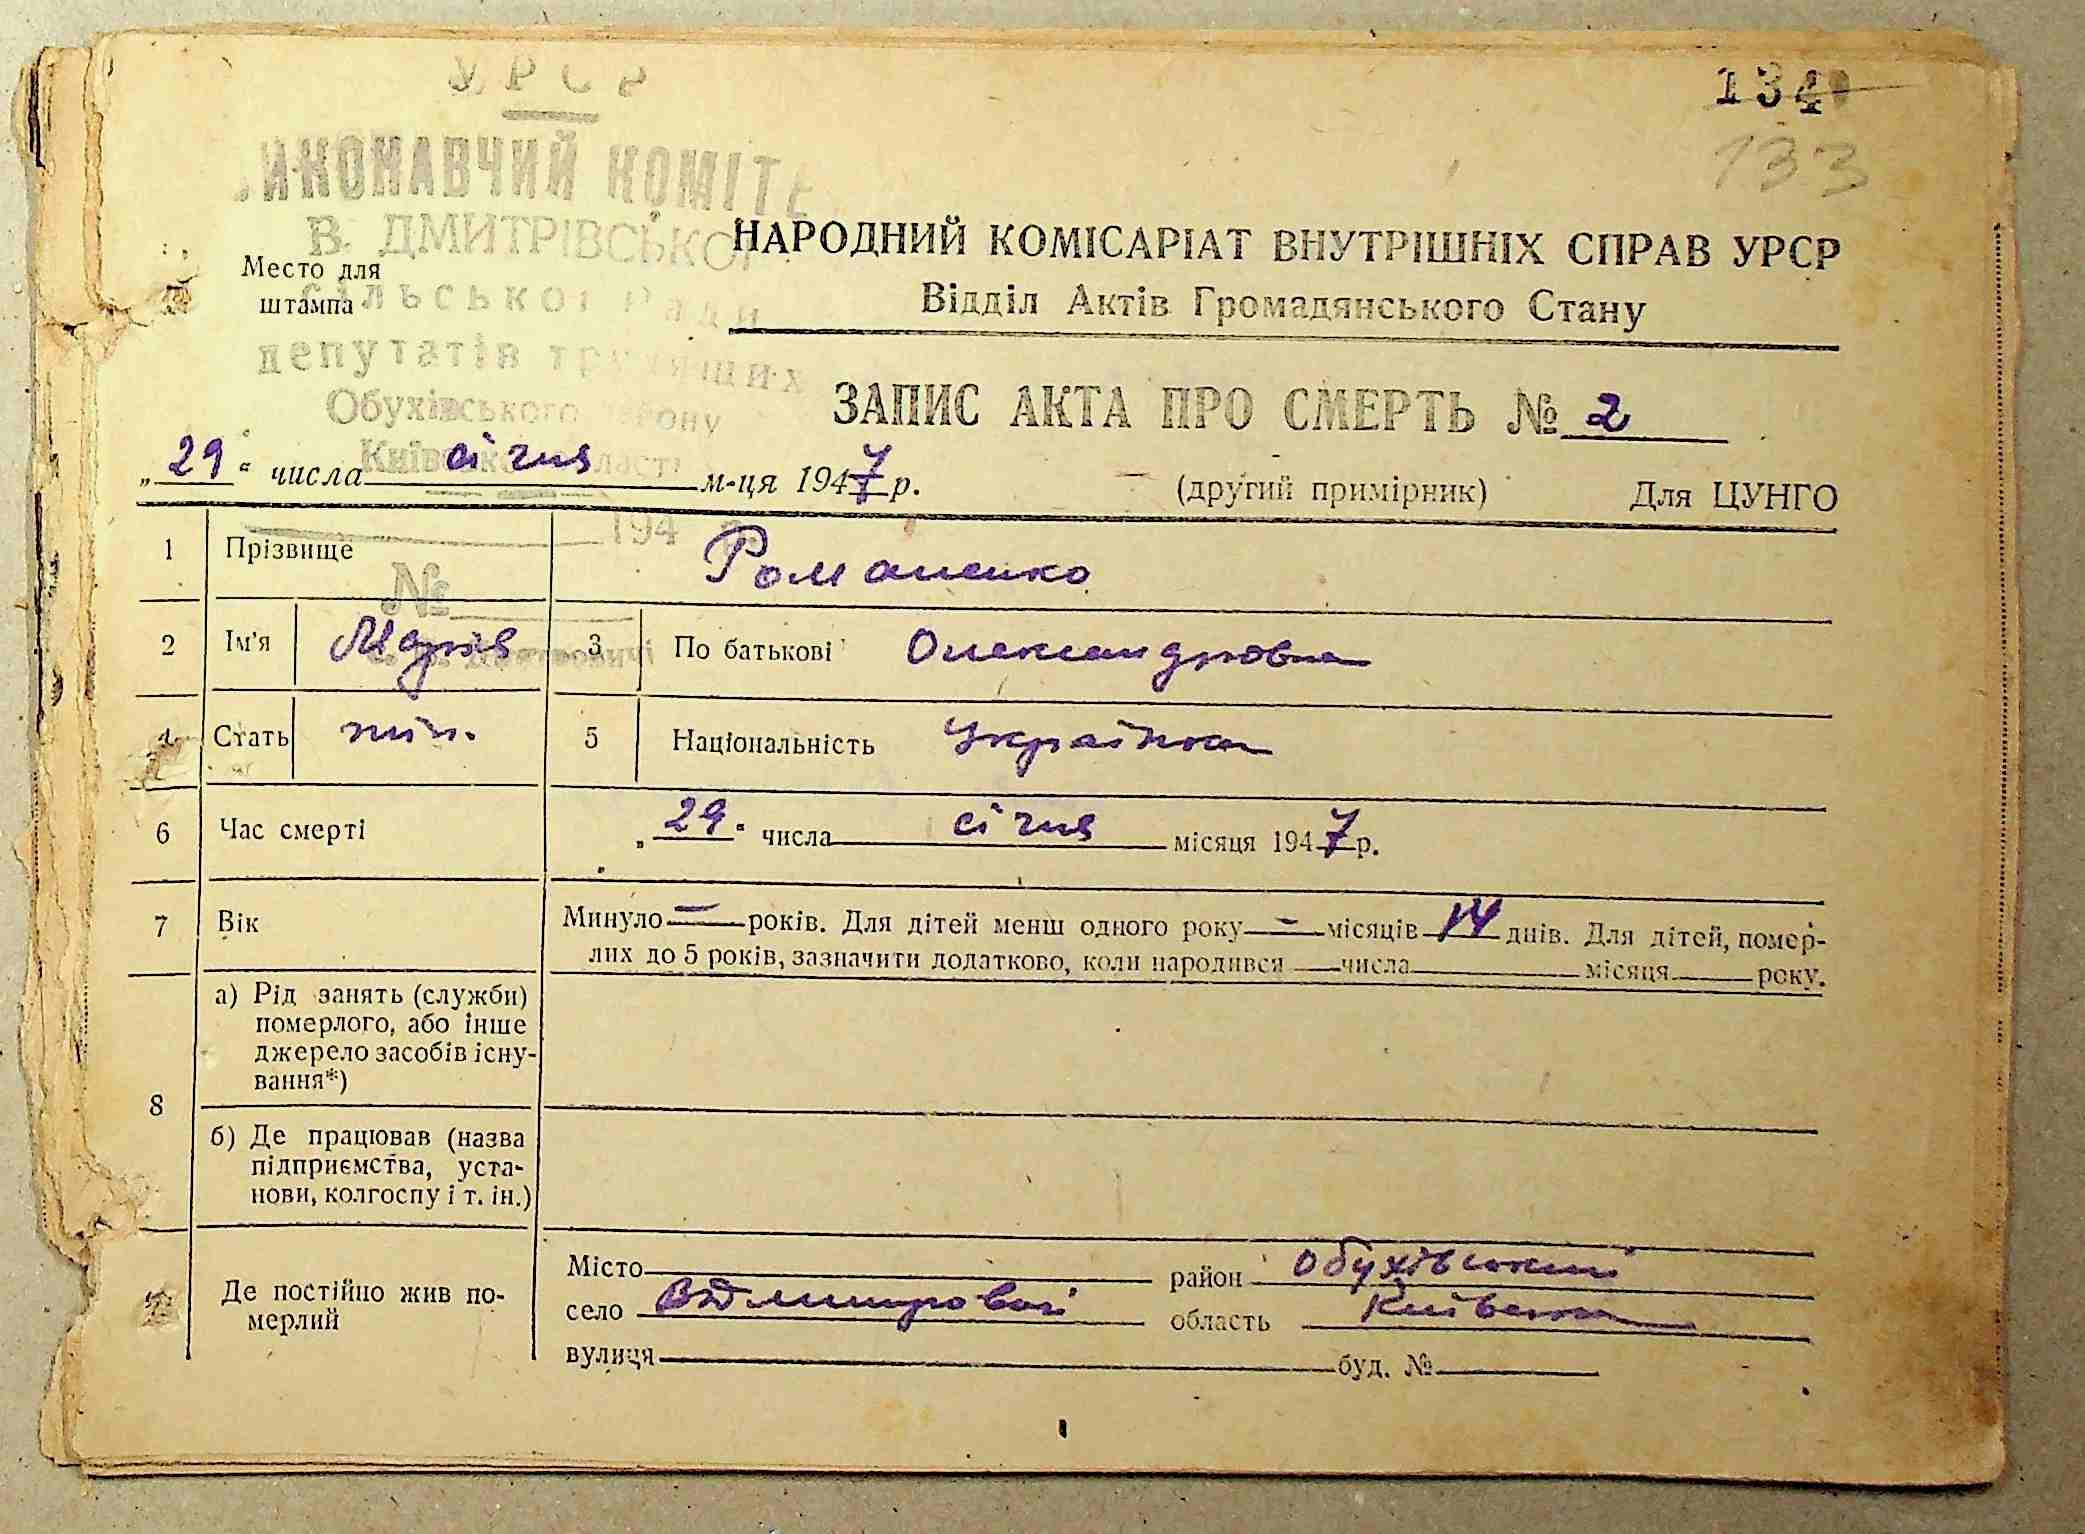 УРСР
134
133
ИКОНАВЧИЙ КОМІТЕ
В. ДМИТРІВСЬКОЇ
НАРОДНИЙ КОМІСАРІАТ ВНУТРІШНІХ СПРАВ УРСР
Место для
штампа
сільської Ради
Відділ Актів Громадянського Стану
депутатів трудящих
Обухівського району
ЗАПИС АКТА ПРО СМЕРТЬ № 2
Київської області
„29“ числа січня м-ця 1947 р.
(другий примірник) Для ЦУНГО
194
1 Прізвище Романенко
№
2 Ім'я Марія 3 По батькові Олександровна
Стать жін. 5 Національність Українка
6 Час смерті „29“ числа січня місяця 1947 р.
7 Вік Минуло — років. Для дітей менш одного року - місяців 14 днів. Для дітей, помер-
лих до 5 років, зазначити додатково, коли народився числа місяця року.
8 а) Рід занять (служби)
померлого, або інше
джерело засобів існу-
вання*)
б) Де працював (назва
підприємства, уста-
нови, колгоспу і т. ін.)
Де постійно жив по-
мерлий
Місто район Обухівський
село область Київська
вулиця буд. №